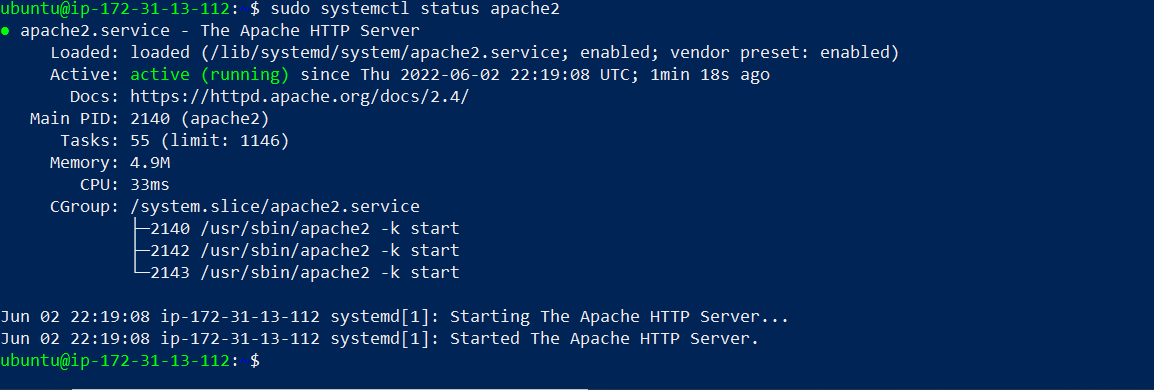 ubuntu@ip-172-31-13-112:~$ sudo systemctl status apache2
● apache2.service - The Apache HTTP Server
     Loaded: loaded (/lib/systemd/system/apache2.service; enabled; vendor preset: enabled)
     Active: active (running) since Thu 2022-06-02 22:19:08 UTC; 1min 18s ago
       Docs: https://httpd.apache.org/docs/2.4/
   Main PID: 2140 (apache2)
      Tasks: 55 (limit: 1146)
     Memory: 4.9M
        CPU: 33ms
     CGroup: /system.slice/apache2.service
             ├─2140 /usr/sbin/apache2 -k start
             ├─2142 /usr/sbin/apache2 -k start
             └─2143 /usr/sbin/apache2 -k start

Jun 02 22:19:08 ip-172-31-13-112 systemd[1]: Starting The Apache HTTP Server...
Jun 02 22:19:08 ip-172-31-13-112 systemd[1]: Started The Apache HTTP Server.
ubuntu@ip-172-31-13-112:~$